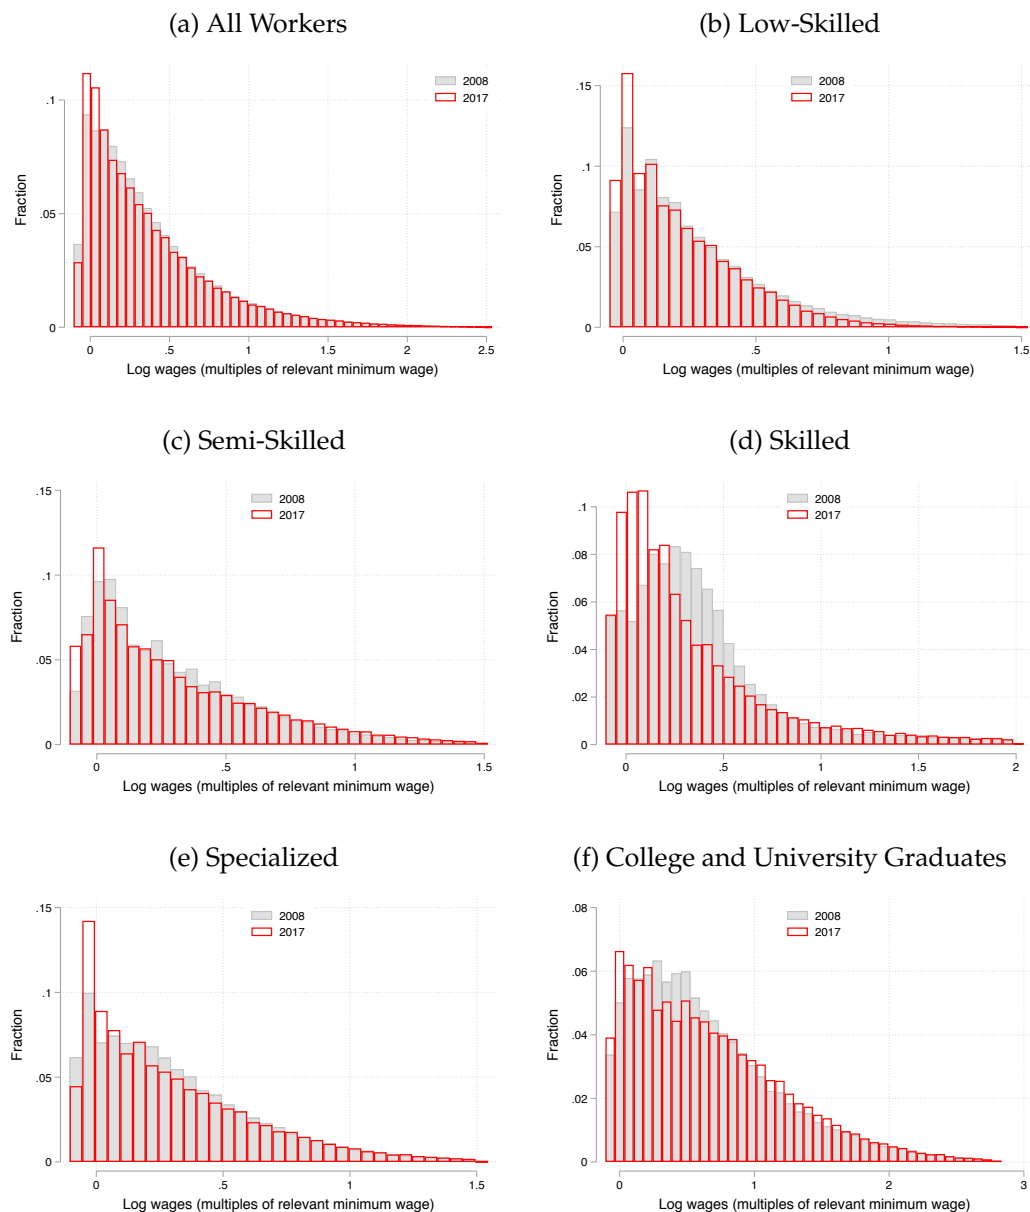 (a) All Workers
2008
2017
.1
.05
0
Fraction
0 .5 1 1.5 2 2.5
Log wages (multiples of relevant minimum wage)
(b) Low-Skilled
2008
2017
.15
.1
.05
0
Fraction
0 .5 1 1.5
Log wages (multiples of relevant minimum wage)
(c) Semi-Skilled
2008
2017
.15
.1
.05
0
Fraction
0 .5 1 1.5
Log wages (multiples of relevant minimum wage)
(d) Skilled
2008
2017
.1
.08
.06
.04
.02
0
Fraction
0 .5 1 1.5 2
Log wages (multiples of relevant minimum wage)
(e) Specialized
2008
2017
.15
.1
.05
0
Fraction
0 .5 1 1.5
Log wages (multiples of relevant minimum wage)
(f) College and University Graduates
2008
2017
.08
.06
.04
.02
0
Fraction
0 1 2 3
Log wages (multiples of relevant minimum wage)